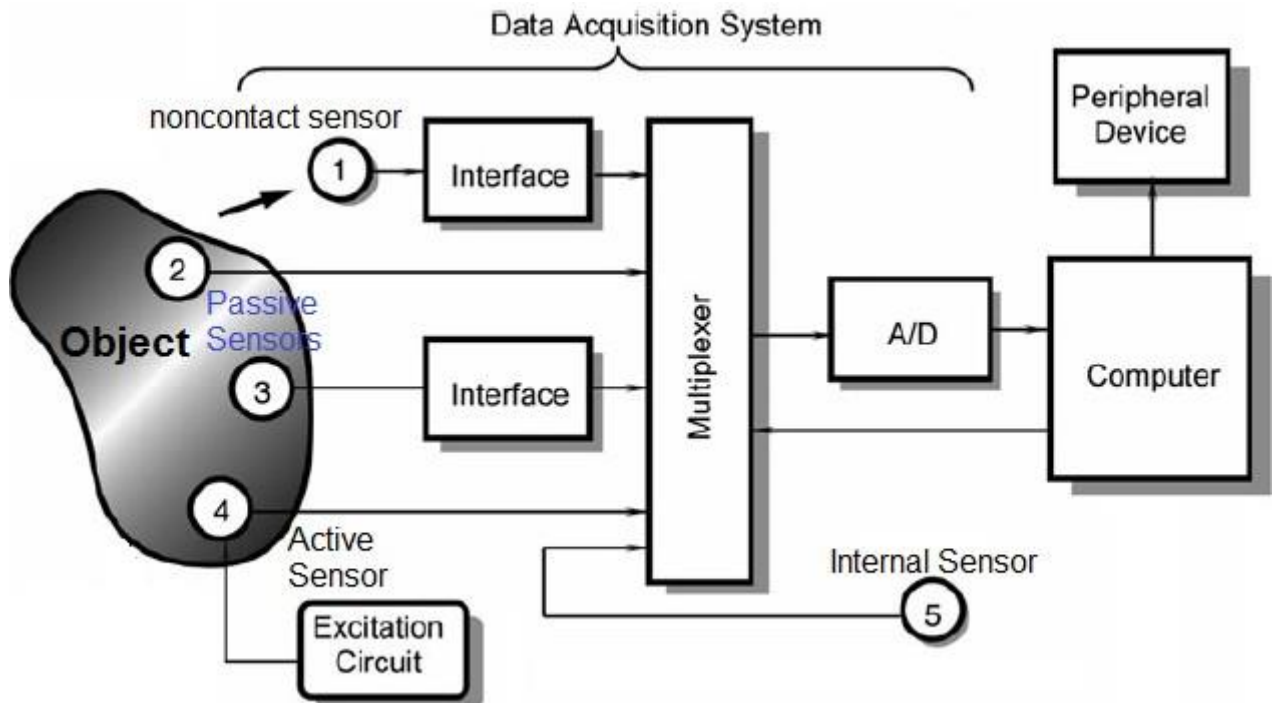 Data Acquisition System
noncontact sensor
1
Interface
Peripheral
Device
2
Passive
Sensors
Object
3
Interface
Multiplexer
A/D
Computer
4
Active
Sensor
Internal Sensor
5
Excitation
Circuit